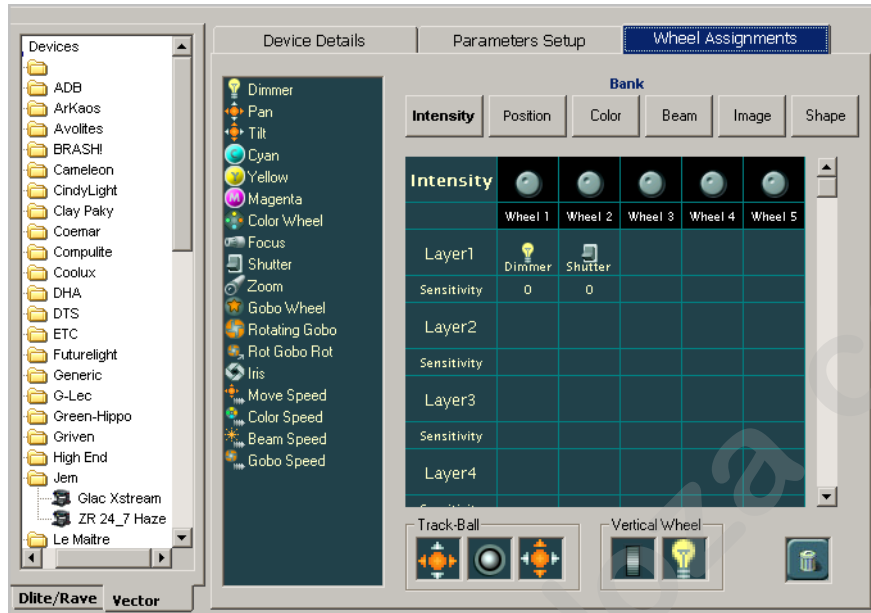 Devices
ADB
ArKaos
Avolites
BRASH!
Cameleon
CindyLight
Clay Paky
Coemar
Compulite
Coolux
DHA
DTS
ETC
Futurelight
Generic
G-Lec
Green-Hippo
Griven
High End
Jem
Glac Xstream
ZR 24_7 Haze
Le Maitre
Dlite/Rave Vector
Device Details Parameters Setup Wheel Assignments
Dimmer
Pan
Tilt
Cyan
Yellow
Magenta
Color Wheel
Focus
Shutter
Zoom
Gobo Wheel
Rotating Gobo
Rot Gobo Rot
Iris
Move Speed
Color Speed
Beam Speed
Gobo Speed
Bank
Intensity Position Color Beam Image Shape
Intensity
Wheel 1 Wheel 2 Wheel 3 Wheel 4 Wheel 5
Layer1 Dimmer Shutter
Sensitivity 0 0
Layer2
Sensitivity
Layer3
Sensitivity
Layer4
Track-Ball Vertical Wheel